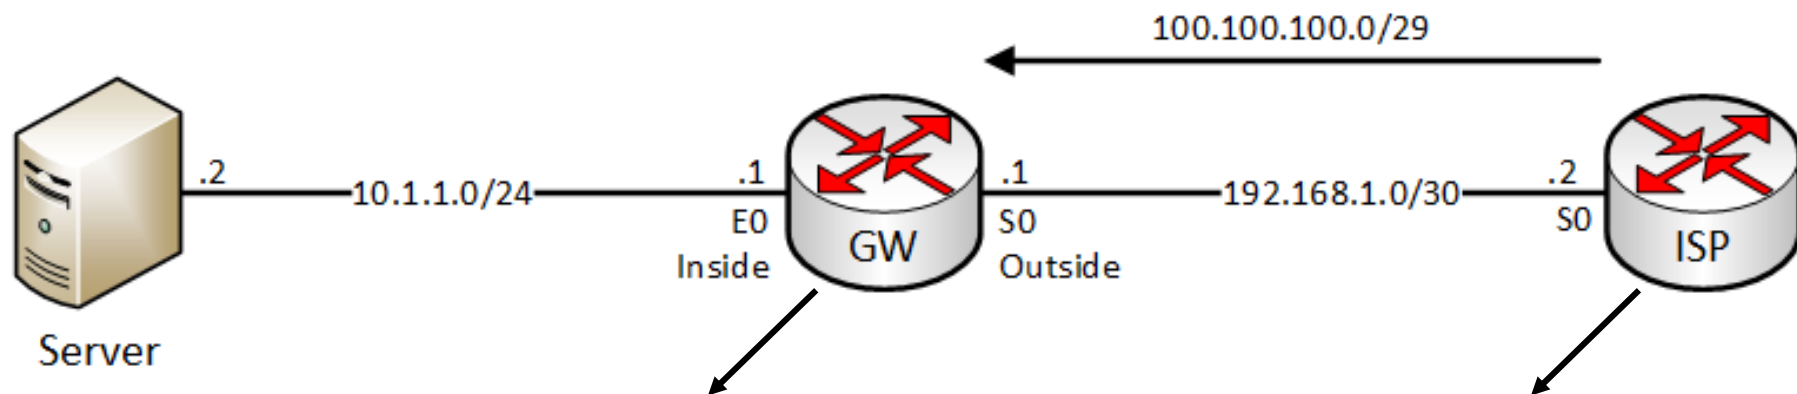 100.100.100.0/29
.2
10.1.1.0/24
.1
.1
192.168.1.0/30
.2
E0
S0
S0
GW
ISP
Inside
Outside
Server